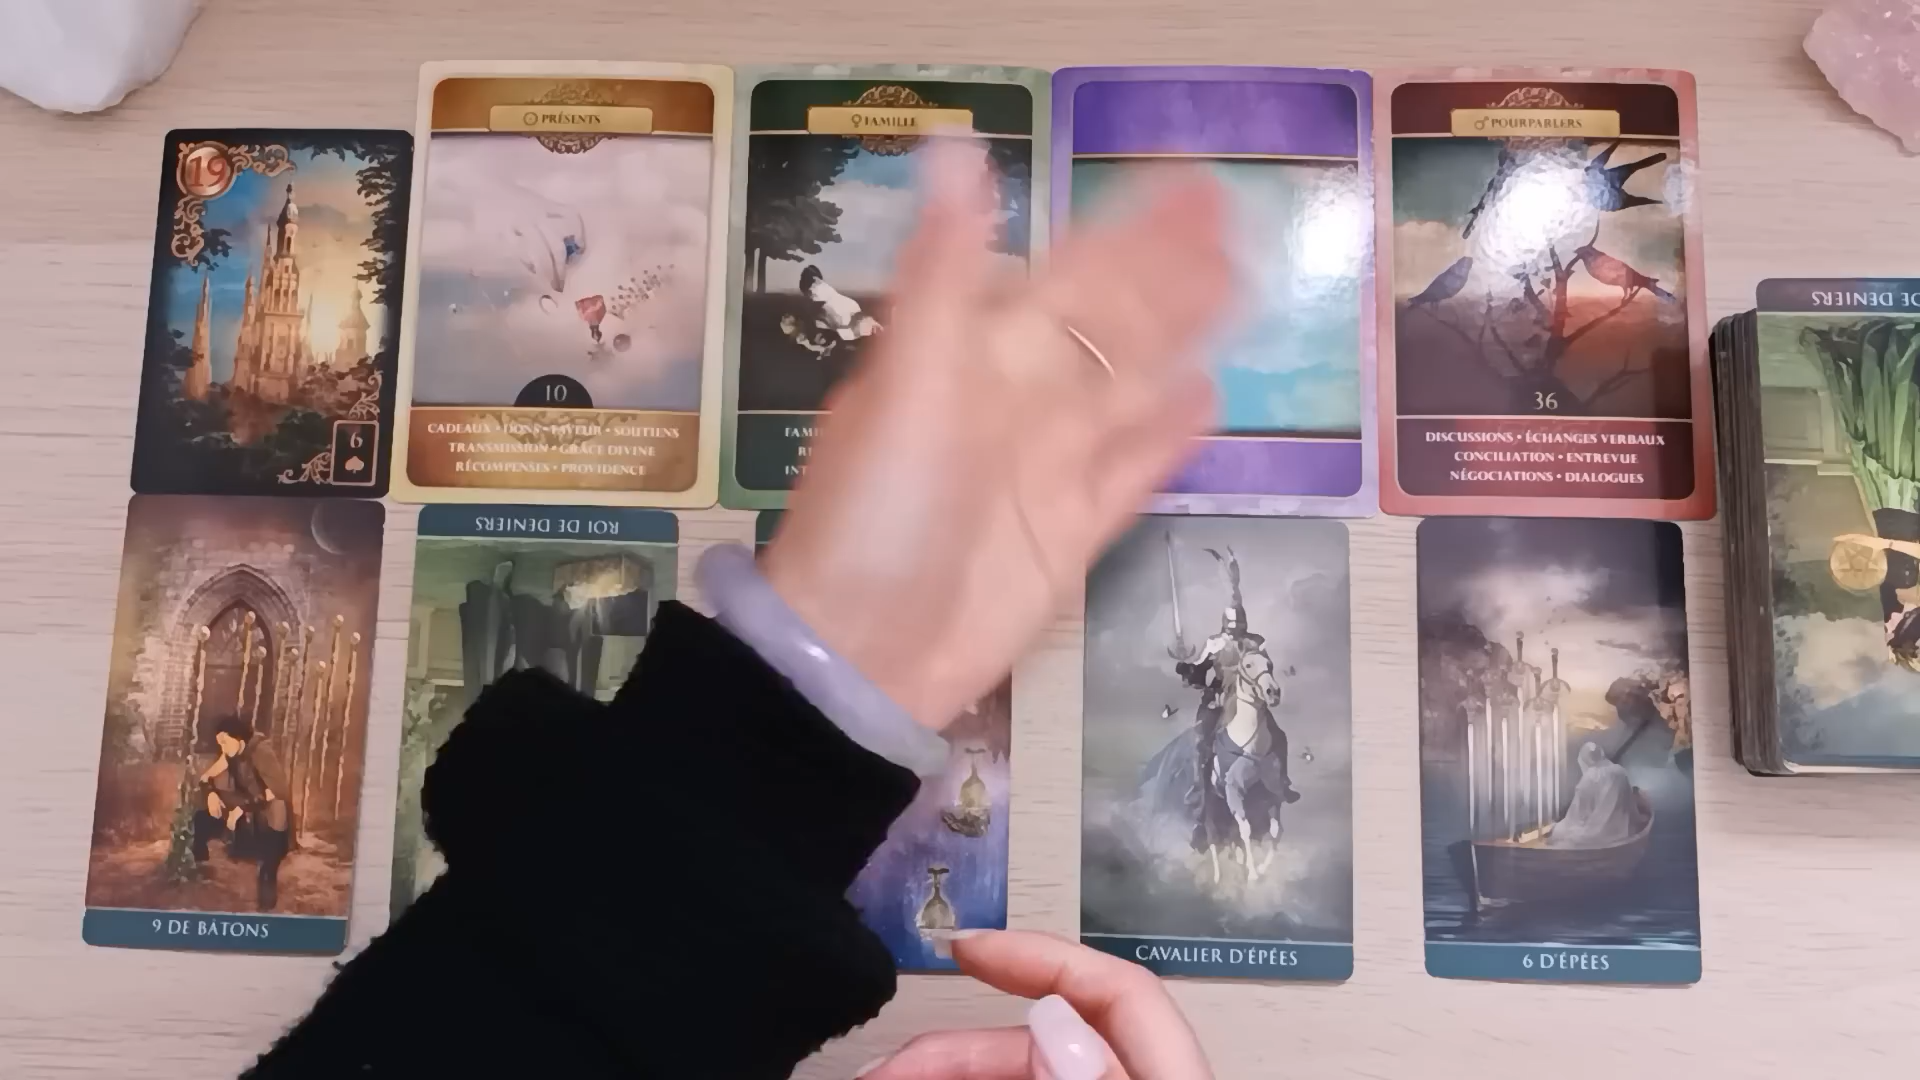 19
6
PRÉSENTS
10
CADEAUX • DONS • FAVEUR • SOUTIENS
TRANSMISSION • GRÂCE DIVINE
RÉCOMPENSES • PROVIDENCE
FAMILLE
POURPARLERS
36
DISCUSSIONS • ÉCHANGES VERBAUX
CONCILIATION • ENTREVUE
NÉGOCIATIONS • DIALOGUES
DE DENIERS
9 DE BÂTONS
ROI DE DENIERS
CAVALIER D'ÉPÉES
6 D'ÉPÉES